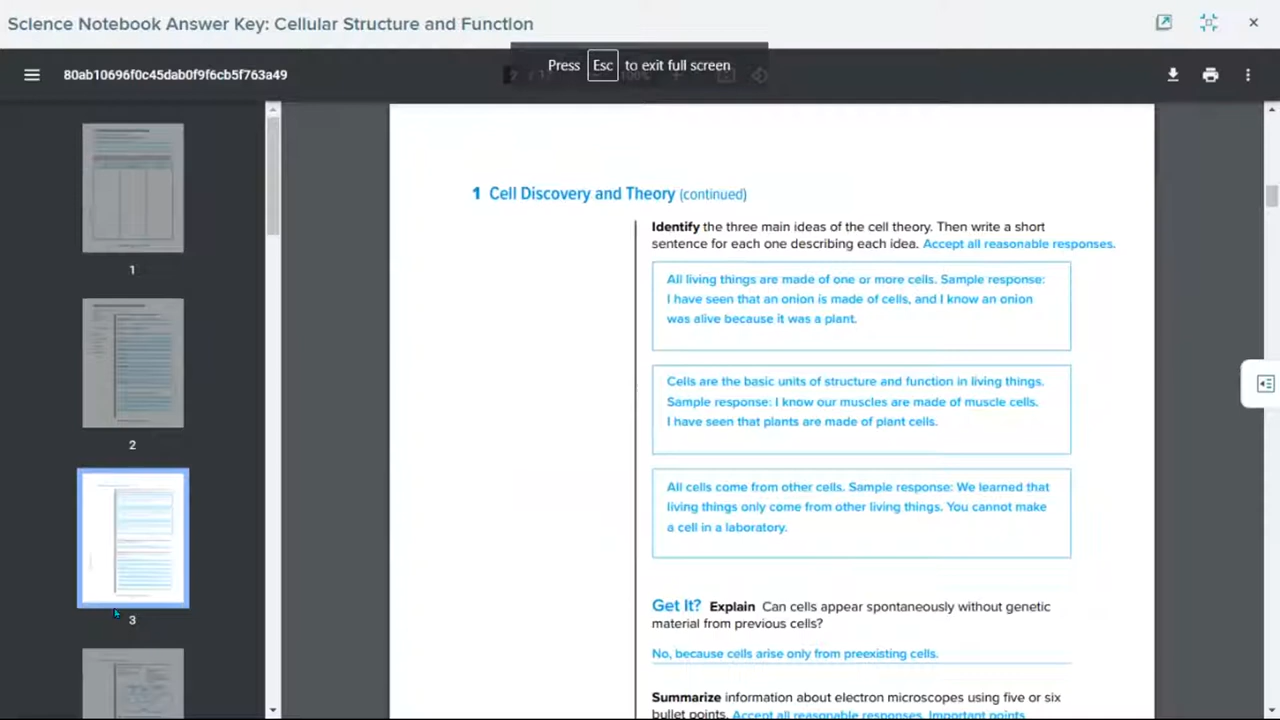 Science Notebook Answer Key: Cellular Structure and Function
Press Esc to exit full screen
80ab10696f0c45dab0f9f6cb5f763a49
1 Cell Discovery and Theory (continued)
Identify the three main ideas of the cell theory. Then write a short
sentence for each one describing each idea. Accept all reasonable responses.
All living things are made of one or more cells. Sample response:
I have seen that an onion is made of cells, and I know an onion
was alive because it was a plant.
Cells are the basic units of structure and function in living things.
Sample response: I know our muscles are made of muscle cells.
I have seen that plants are made of plant cells.
All cells come from other cells. Sample response: We learned that
living things only come from other living things. You cannot make
a cell in a laboratory.
Get It? Explain Can cells appear spontaneously without genetic
material from previous cells?
No, because cells arise only from preexisting cells.
Summarize information about electron microscopes using five or six
bullet points. Accept all reasonable responses. Important points
1
2
3